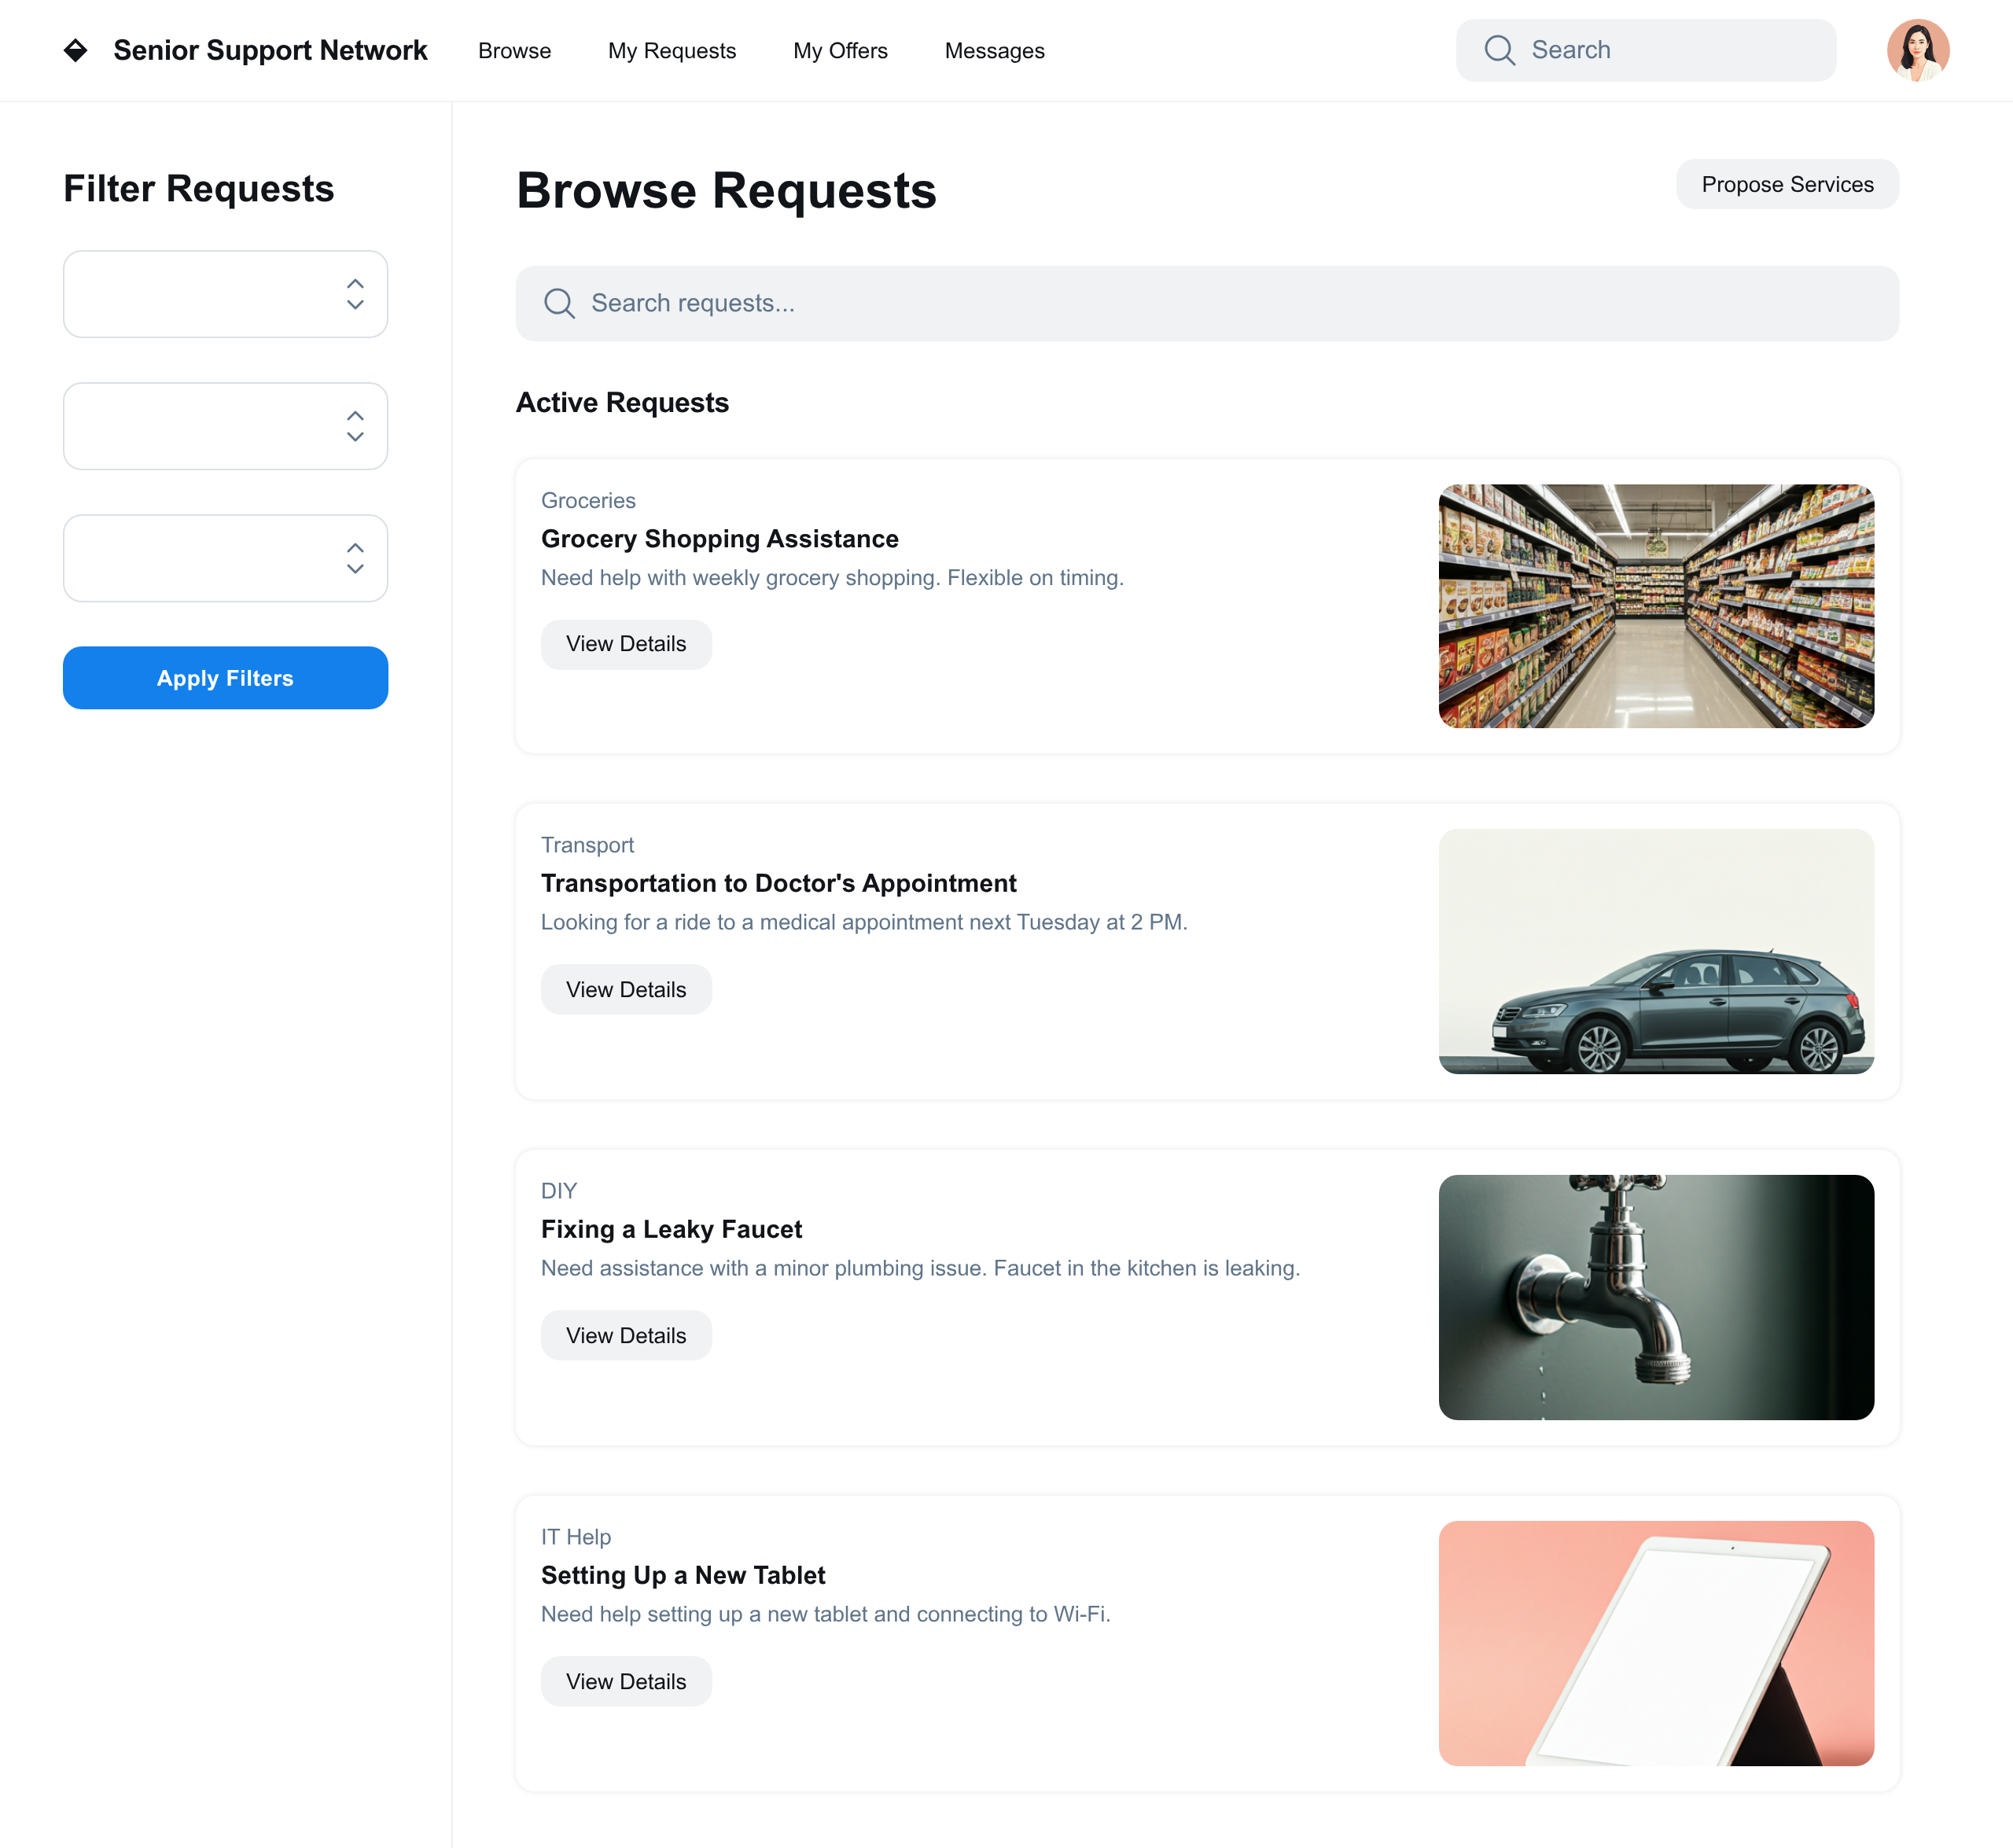 Senior Support Network
Browse
My Requests
My Offers
Messages
Search
Filter Requests
Apply Filters
Browse Requests
Propose Services
Search requests...
Active Requests
Groceries
Grocery Shopping Assistance
Need help with weekly grocery shopping. Flexible on timing.
View Details
Transport
Transportation to Doctor's Appointment
Looking for a ride to a medical appointment next Tuesday at 2 PM.
View Details
DIY
Fixing a Leaky Faucet
Need assistance with a minor plumbing issue. Faucet in the kitchen is leaking.
View Details
IT Help
Setting Up a New Tablet
Need help setting up a new tablet and connecting to Wi-Fi.
View Details